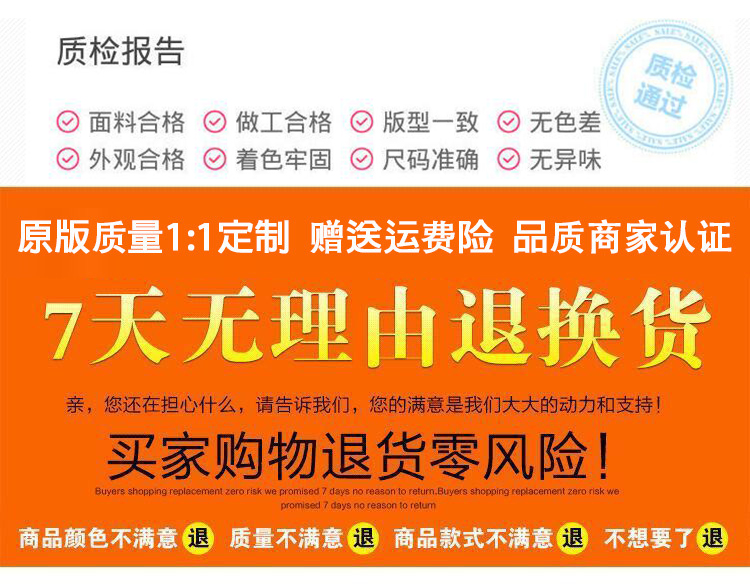 质检报告
质检
通过
面料合格 做工合格 版型一致 无色差
外观合格 着色牢固 尺码准确 无异味
原版质量1:1定制 赠送运费险 品质商家认证
7天无理由退换货
亲，您还在担心什么，请告诉我们，您的满意是我们大大的动力和支持！
买家购物退货零风险！
Buyers shopping replacement zero risk we promised 7 days no reason to return.Buyers shopping replacement zero risk we
promised 7 days no reason to return
商品颜色不满意 退 质量不满意 退 商品款式不满意 退 不想要了 退